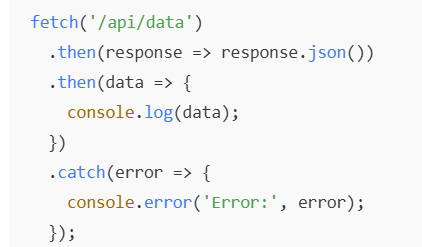 fetch('/api/data')
  .then(response => response.json())
  .then(data => {
    console.log(data);
  })
  .catch(error => {
    console.error('Error:', error);
  });